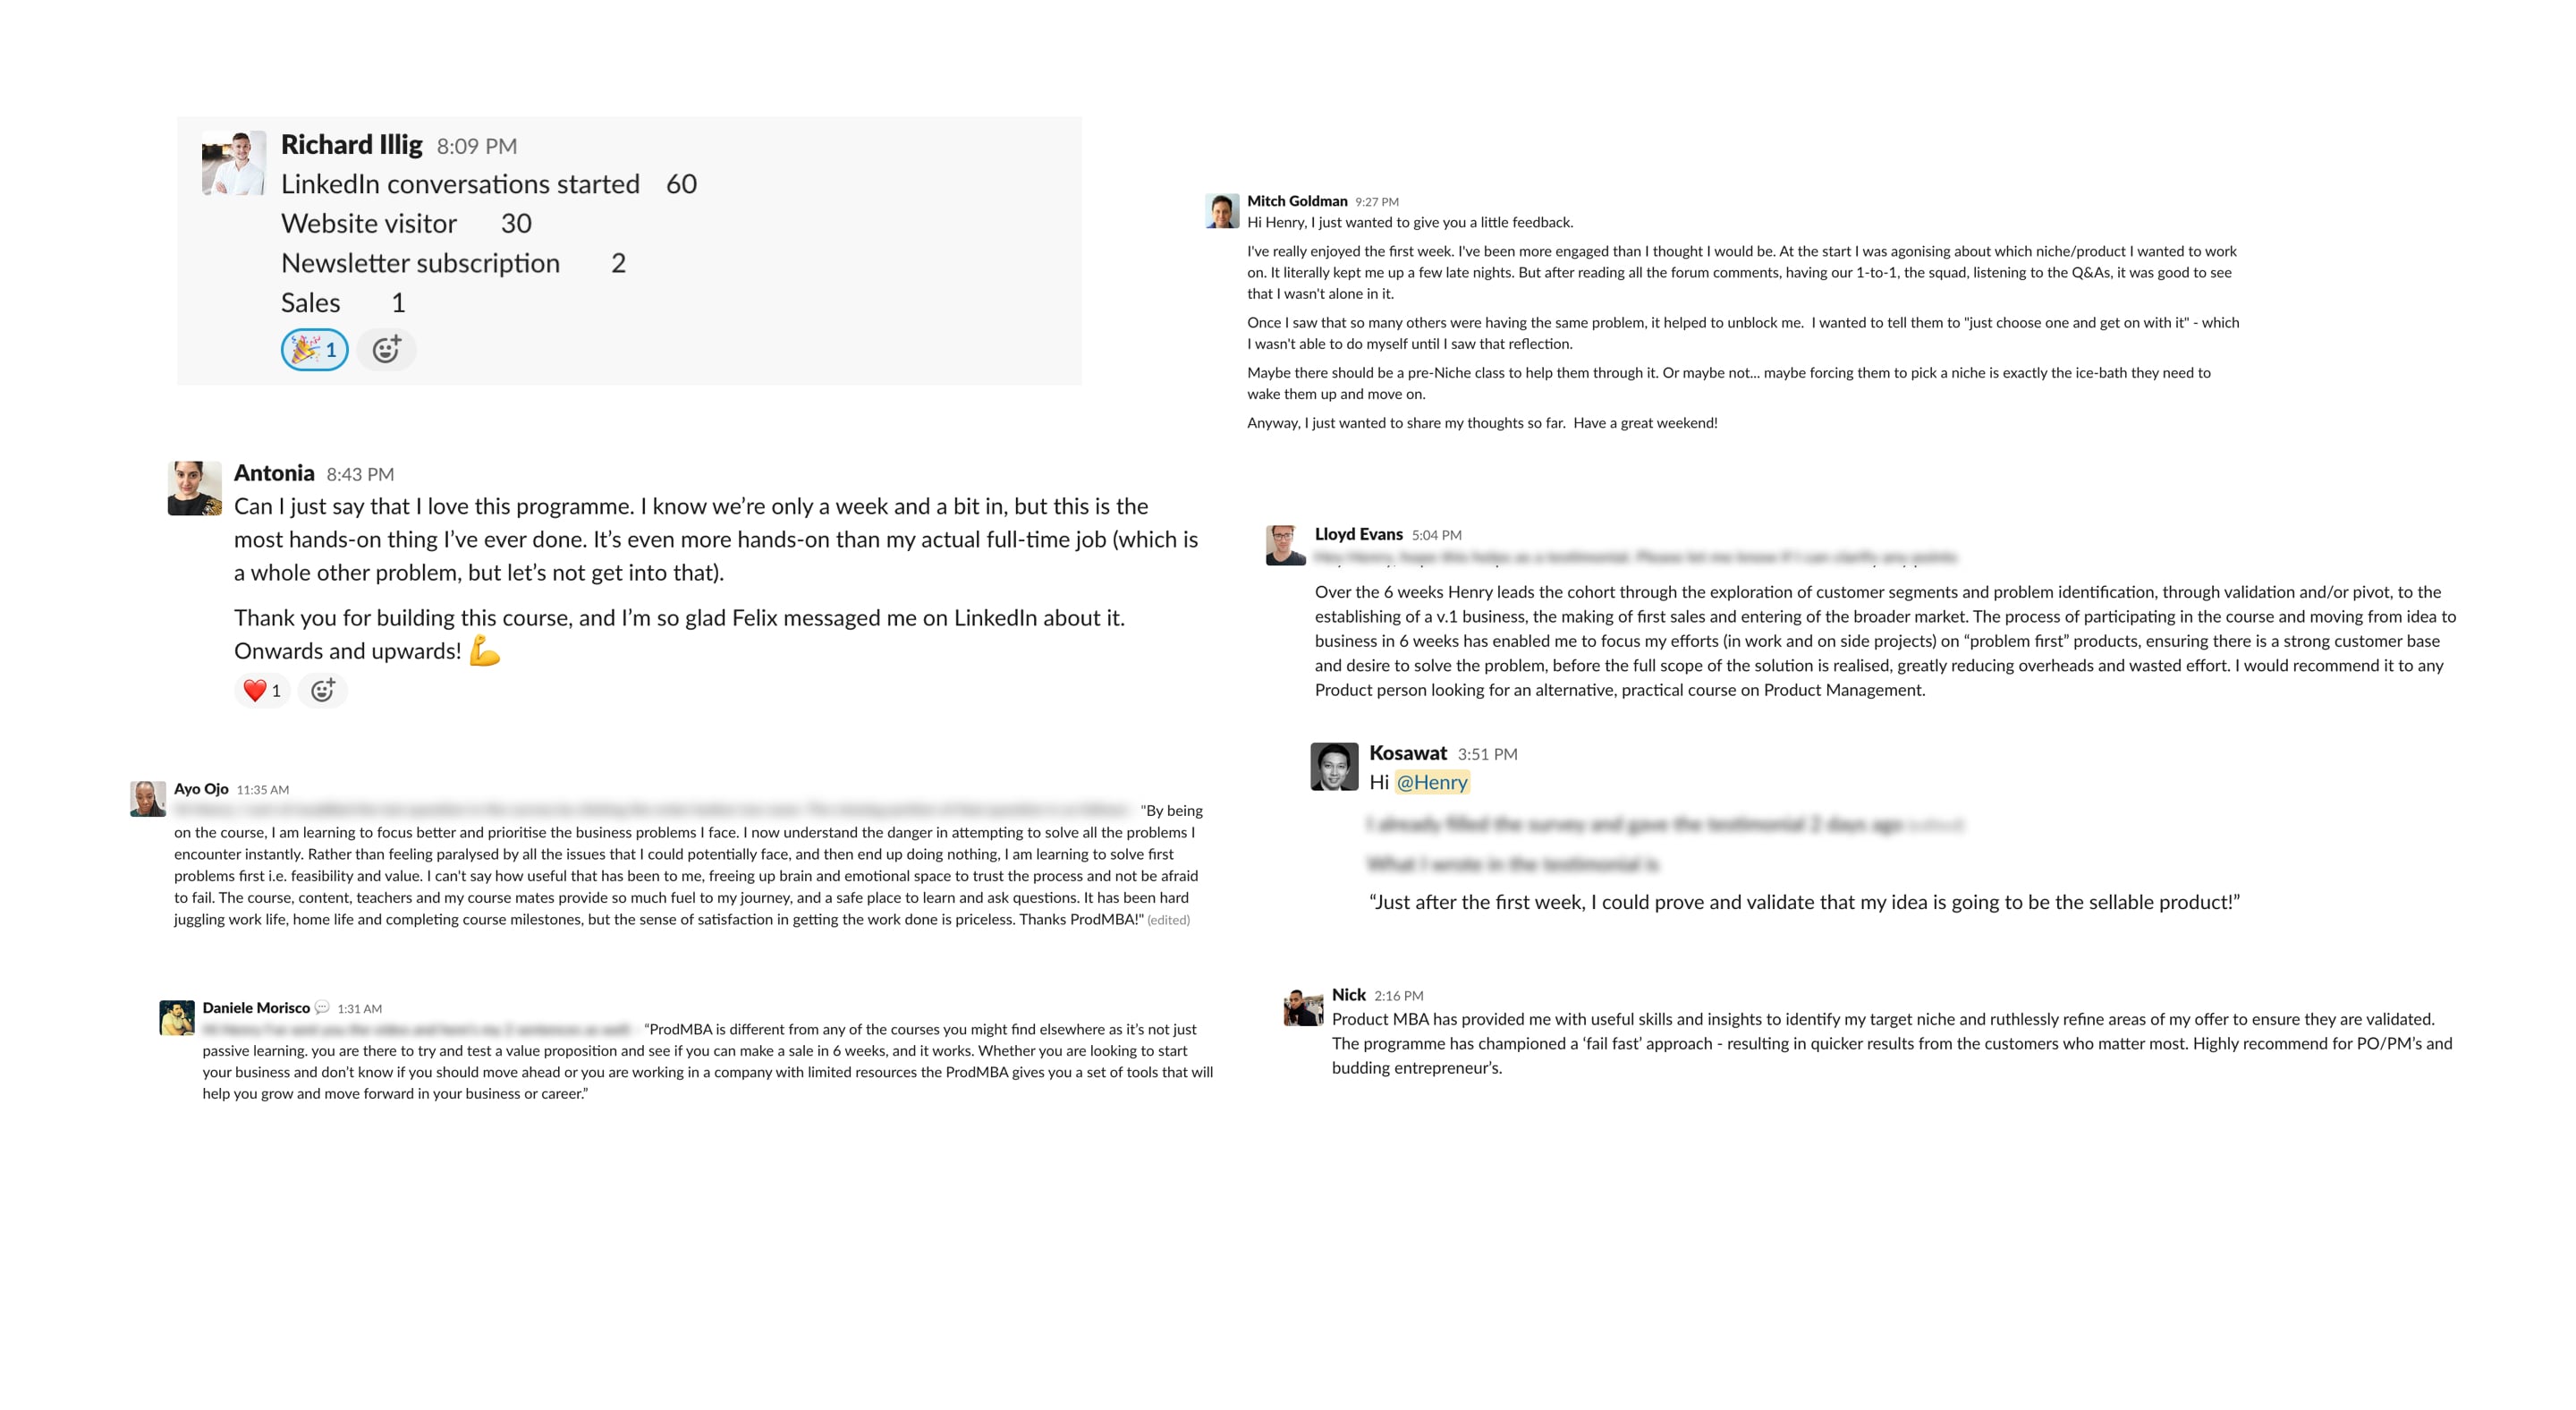 Richard Illig 8:09 PM
LinkedIn conversations started 60
Website visitor 30
Newsletter subscription 2
Sales 1
1
Antonia 8:43 PM
Can I just say that I love this programme. I know we’re only a week and a bit in, but this is the
most hands-on thing I’ve ever done. It’s even more hands-on than my actual full-time job (which is
a whole other problem, but let’s not get into that).
Thank you for building this course, and I’m so glad Felix messaged me on LinkedIn about it.
Onwards and upwards! 💪
❤️ 1
Ayo Ojo 11:35 AM
"By being
on the course, I am learning to focus better and prioritise the business problems I face. I now understand the danger in attempting to solve all the problems I
encounter instantly. Rather than feeling paralysed by all the issues that I could potentially face, and then end up doing nothing, I am learning to solve first
problems first i.e. feasibility and value. I can't say how useful that has been to me, freeing up brain and emotional space to trust the process and not be afraid
to fail. The course, content, teachers and my course mates provide so much fuel to my journey, and a safe place to learn and ask questions. It has been hard
juggling work life, home life and completing course milestones, but the sense of satisfaction in getting the work done is priceless. Thanks ProdMBA!" (edited)
Daniele Morisco 1:31 AM
“ProdMBA is different from any of the courses you might find elsewhere as it’s not just
passive learning. you are there to try and test a value proposition and see if you can make a sale in 6 weeks, and it works. Whether you are looking to start
your business and don’t know if you should move ahead or you are working in a company with limited resources the ProdMBA gives you a set of tools that will
help you grow and move forward in your business or career.”
Mitch Goldman 9:27 PM
Hi Henry, I just wanted to give you a little feedback.
I've really enjoyed the first week. I've been more engaged than I thought I would be. At the start I was agonising about which niche/product I wanted to work
on. It literally kept me up a few late nights. But after reading all the forum comments, having our 1-to-1, the squad, listening to the Q&As, it was good to see
that I wasn't alone in it.
Once I saw that so many others were having the same problem, it helped to unblock me. I wanted to tell them to "just choose one and get on with it" - which
I wasn't able to do myself until I saw that reflection.
Maybe there should be a pre-Niche class to help them through it. Or maybe not... maybe forcing them to pick a niche is exactly the ice-bath they need to
wake them up and move on.
Anyway, I just wanted to share my thoughts so far. Have a great weekend!
Lloyd Evans 5:04 PM
Over the 6 weeks Henry leads the cohort through the exploration of customer segments and problem identification, through validation and/or pivot, to the
establishing of a v.1 business, the making of first sales and entering of the broader market. The process of participating in the course and moving from idea to
business in 6 weeks has enabled me to focus my efforts (in work and on side projects) on “problem first” products, ensuring there is a strong customer base
and desire to solve the problem, before the full scope of the solution is realised, greatly reducing overheads and wasted effort. I would recommend it to any
Product person looking for an alternative, practical course on Product Management.
Kosawat 3:51 PM
Hi @Henry
I already filled the survey and gave the testimonial 2 days ago
What I wrote in the testimonial is
“Just after the first week, I could prove and validate that my idea is going to be the sellable product!”
Nick 2:16 PM
Product MBA has provided me with useful skills and insights to identify my target niche and ruthlessly refine areas of my offer to ensure they are validated.
The programme has championed a ‘fail fast’ approach - resulting in quicker results from the customers who matter most. Highly recommend for PO/PM’s and
budding entrepreneur’s.